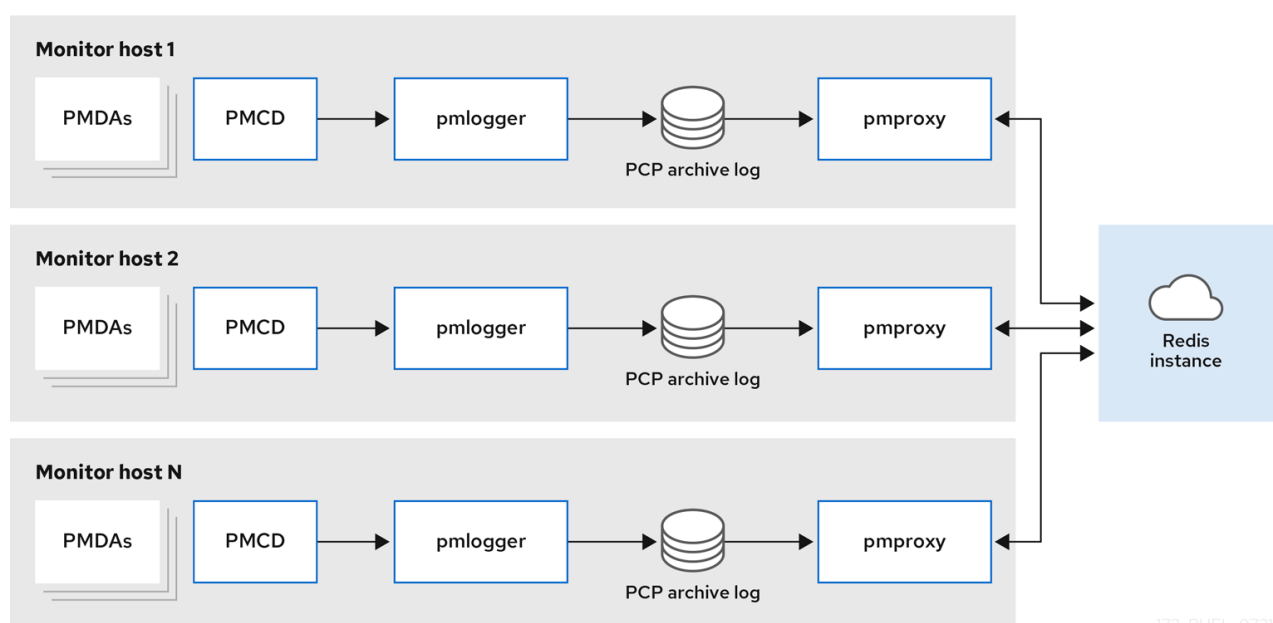 Monitor host 1
PMDAs
PMCD
pmlogger
PCP archive log
pmproxy
Monitor host 2
PMDAs
PMCD
pmlogger
PCP archive log
pmproxy
Redis
instance
Monitor host N
PMDAs
PMCD
pmlogger
PCP archive log
pmproxy